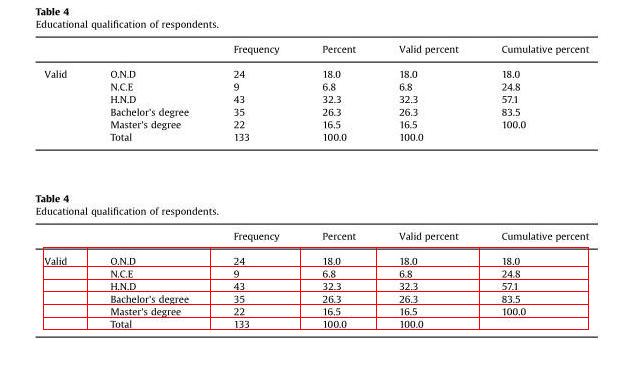 Table 4
Educational qualification of respondents.
Frequency Percent Valid percent Cumulative percent
Valid O.N.D 24 18.0 18.0 18.0
N.C.E 9 6.8 6.8 24.8
H.N.D 43 32.3 32.3 57.1
Bachelor's degree 35 26.3 26.3 83.5
Master's degree 22 16.5 16.5 100.0
Total 133 100.0 100.0
Table 4
Educational qualification of respondents.
Frequency Percent Valid percent Cumulative percent
Valid O.N.D 24 18.0 18.0 18.0
N.C.E 9 6.8 6.8 24.8
H.N.D 43 32.3 32.3 57.1
Bachelor's degree 35 26.3 26.3 83.5
Master's degree 22 16.5 16.5 100.0
Total 133 100.0 100.0